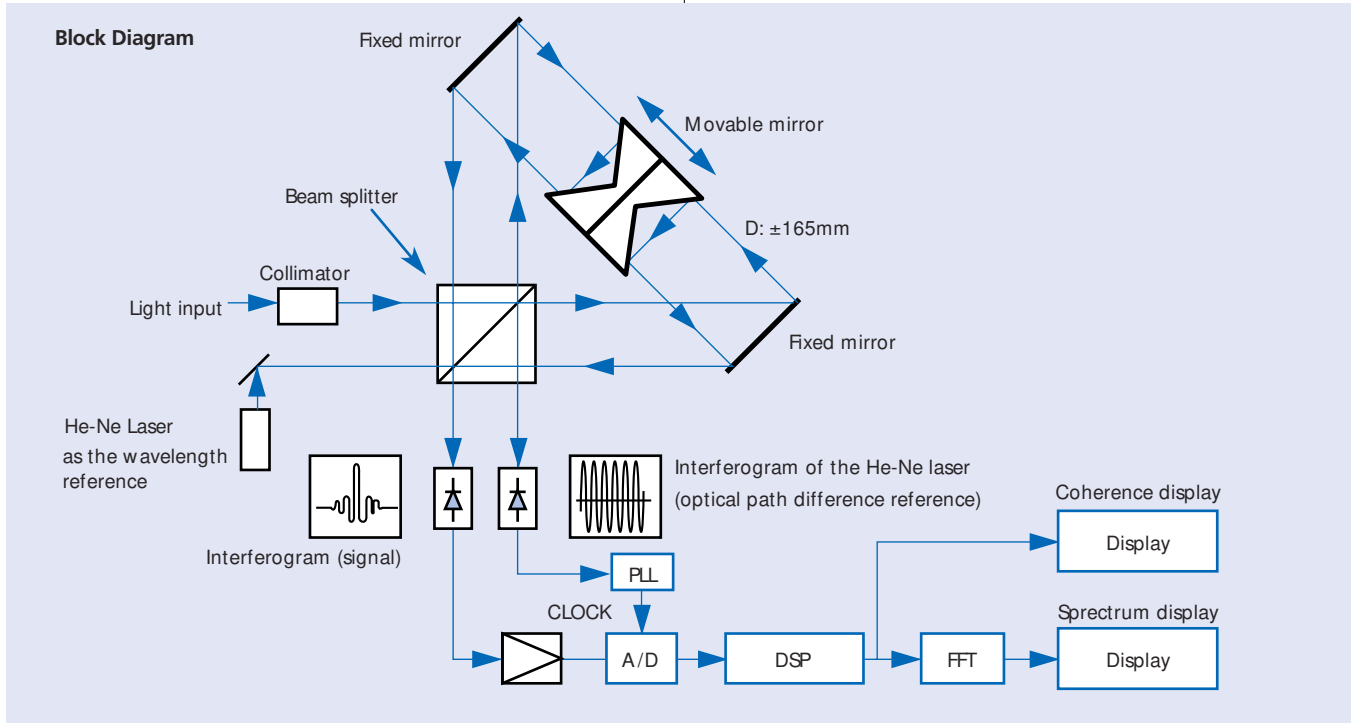 Block Diagram
Fixed mirror
Movable mirror
Beam splitter
D: ±165mm
Collimator
Light input
Fixed mirror
He-Ne Laser
as the wavelength
reference
Interferogram of the He-Ne laser
(optical path difference reference)
Interferogram (signal)
Coherence display
Display
PLL
CLOCK
Sprectrum display
A/D
DSP
FFT
Display